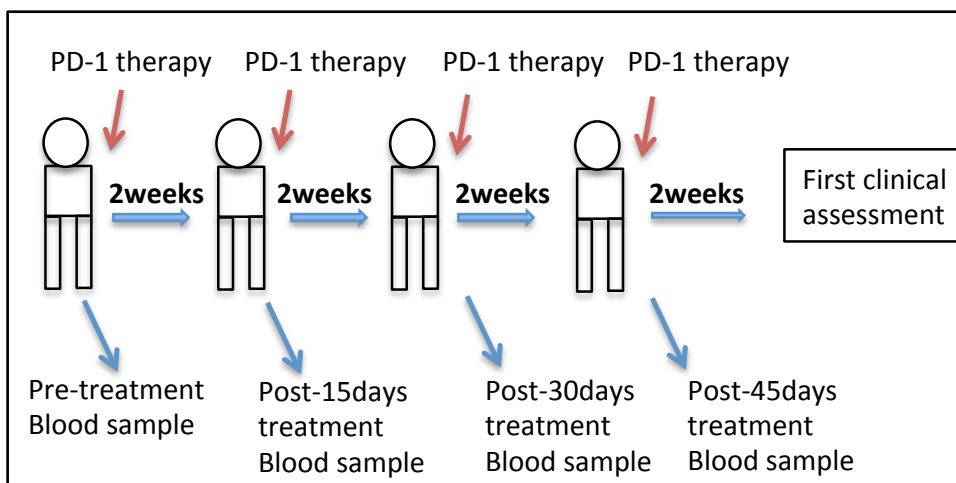 PD-1 therapy
PD-1 therapy
PD-1 therapy
PD-1 therapy
2weeks
2weeks
2weeks
2weeks
First clinical
assessment
Pre-treatment
Blood sample
Post-15days
treatment
Blood sample
Post-30days
treatment
Blood sample
Post-45days
treatment
Blood sample